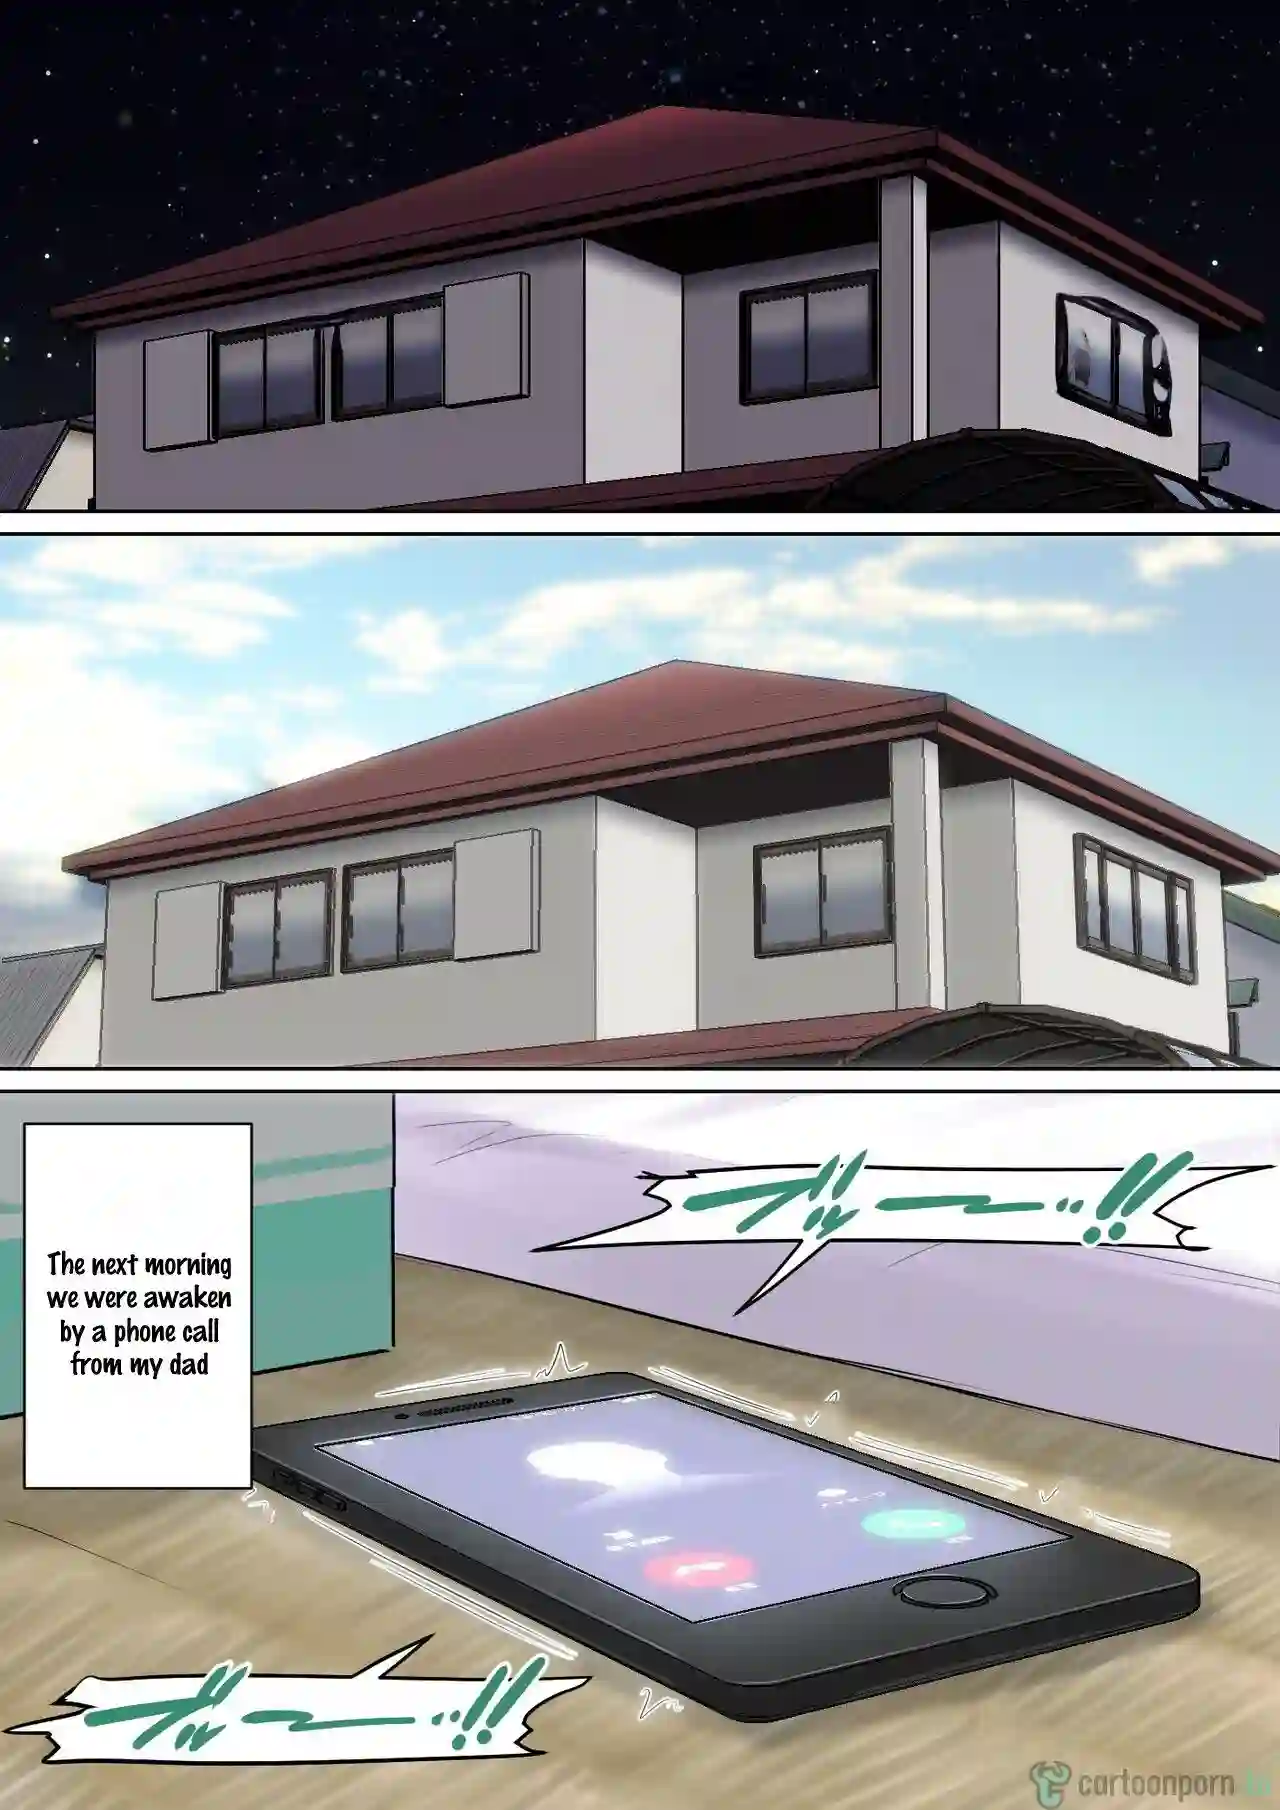 ブッー・・!!
The next morning
we were awaken
by a phone call
from my dad
ブッー・・!!
cartoonporn.to